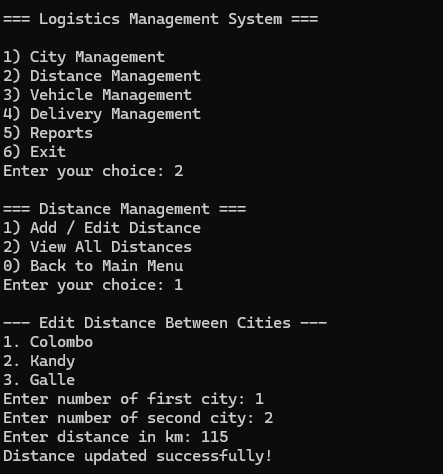 === Logistics Management System ===
1) City Management
2) Distance Management
3) Vehicle Management
4) Delivery Management
5) Reports
6) Exit
Enter your choice: 2
=== Distance Management ===
1) Add / Edit Distance
2) View All Distances
0) Back to Main Menu
Enter your choice: 1
--- Edit Distance Between Cities ---
1. Colombo
2. Kandy
3. Galle
Enter number of first city: 1
Enter number of second city: 2
Enter distance in km: 115
Distance updated successfully!